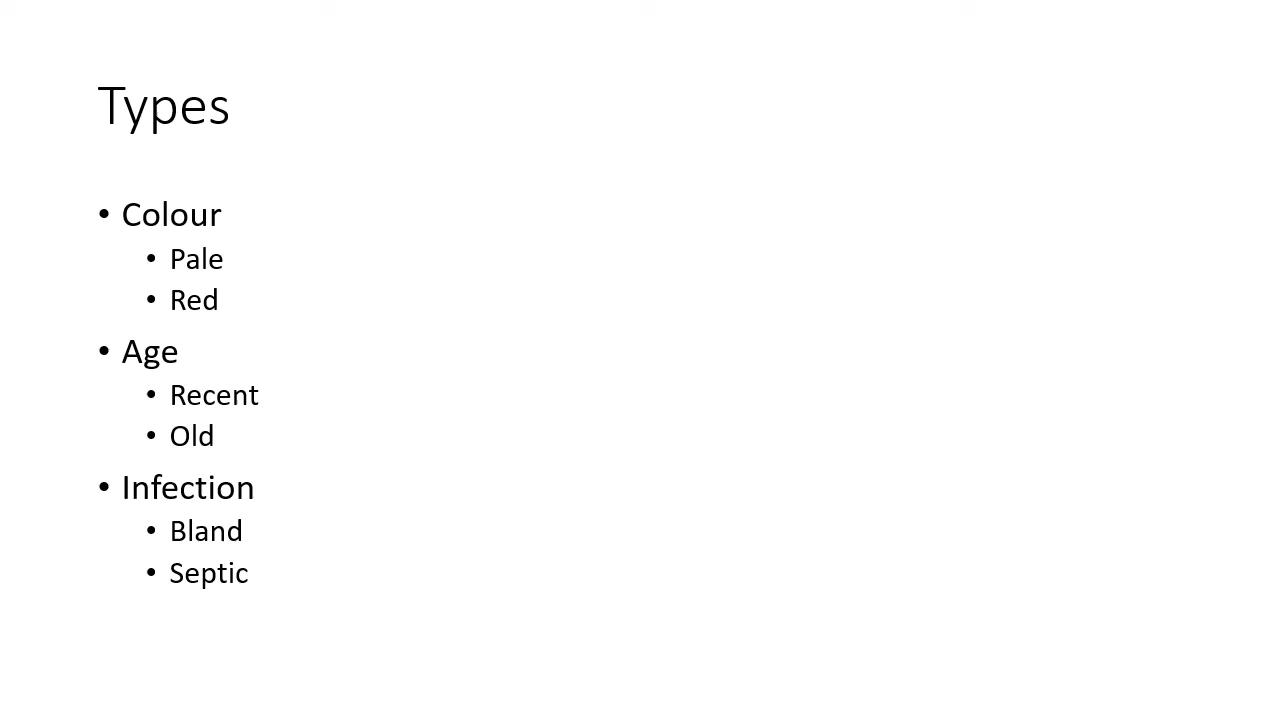 Types
• Colour
• Pale
• Red
• Age
• Recent
• Old
• Infection
• Bland
• Septic